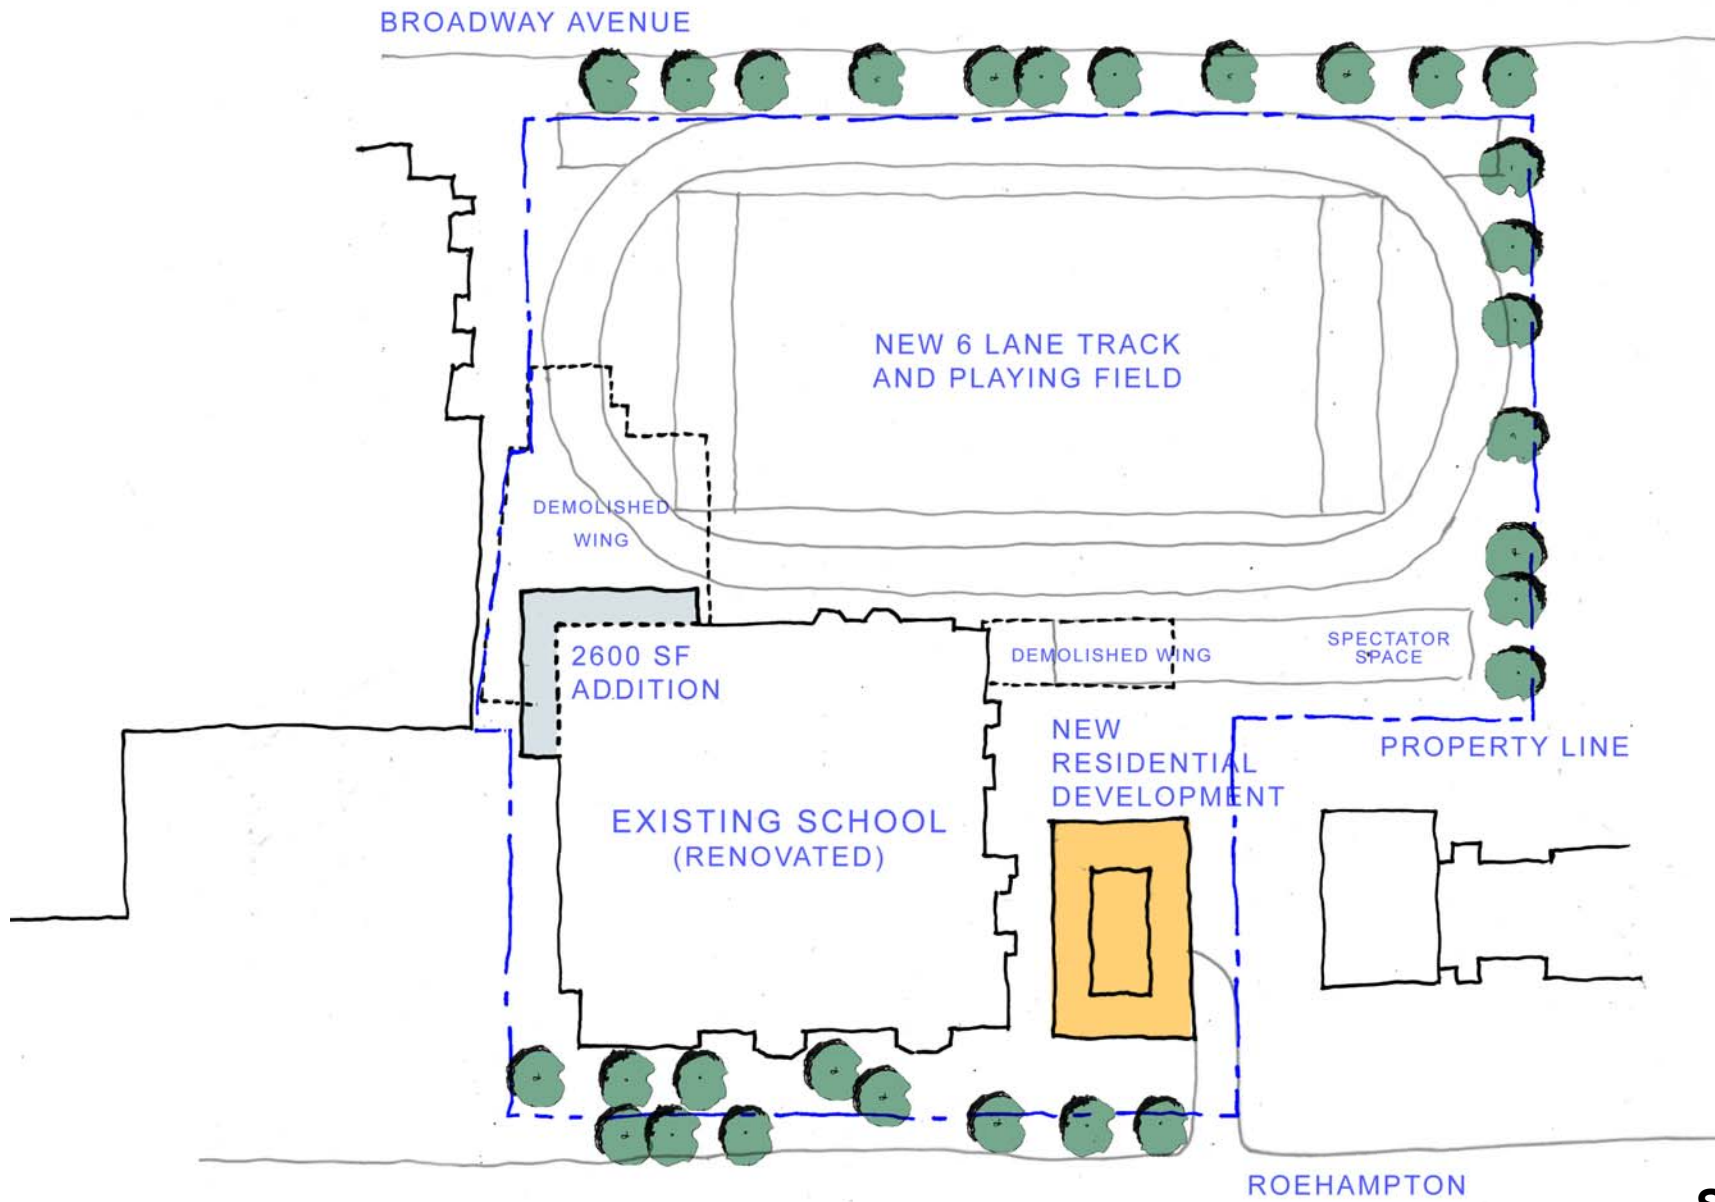 BROADWAY AVENUE
NEW 6 LANE TRACK
AND PLAYING FIELD
DEMOLISHED
WING
2600 SF
ADDITION
DEMOLISHED WING
SPECTATOR
SPACE
NEW
RESIDENTIAL
DEVELOPMENT
PROPERTY LINE
EXISTING SCHOOL
(RENOVATED)
ROEHAMPTON